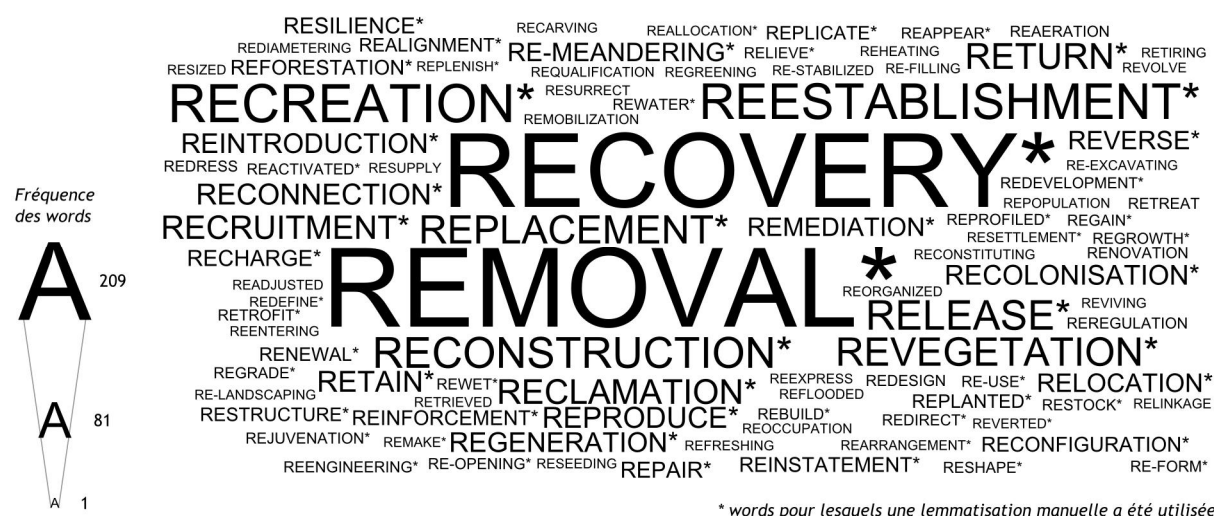 RESILIENCE* RECARVING REALLOCATION* REPLICATE* REAPPEAR* REAERATION
REDIAMETERING REALIGNMENT* RE-MEANDERING* RELIEVE* REHEATING RETURN* RETIRING
RESIZED REFORESTATION* REPLENISH* REQUALIFICATION REGREENING RE-STABILIZED RE-FILLING REVOLVE
RECREATION* RESURRECT REWATER* REESTABLISHMENT*
REMOBILIZATION
REINTRODUCTION* RECOVERY* REVERSE*
REDRESS REACTIVATED* RESUPPLY RE-EXCAVATING
RECONNECTION* REDEVELOPMENT*
REPOPULATION RETREAT
RECRUITMENT* REPLACEMENT* REMEDIATION* REPROFILED* REGAIN*
RESETTLEMENT* REGROWTH*
RECHARGE* REMOVAL* RECONSTITUTING RENOVATION
READJUSTED REORGANIZED RECOLONISATION*
REDEFINE* RELEASE* REVIVING
RETROFIT* REREGULATION
REENTERING
RENEWAL* RECONSTRUCTION* REVEGETATION*
REGRADE* RETAIN* REWET* RECLAMATION* REEXPRESS REDESIGN RE-USE* RELOCATION*
RE-LANDSCAPING RETRIEVED REFLOODED REPLANTED* RESTOCK* RELINKAGE
RESTRUCTURE* REINFORCEMENT* REPRODUCE* REBUILD* REDIRECT* REVERTED*
REOCCUPATION
REJUVENATION* REMAKE* REGENERATION* REFRESHING REARRANGEMENT* RECONFIGURATION*
REENGINEERING* RE-OPENING* RESEEDING REPAIR* REINSTATEMENT* RESHAPE* RE-FORM*
Fréquence
des words
A 209
A 81
A 1
* words pour lesquels une lemmatisation manuelle a été utilisée